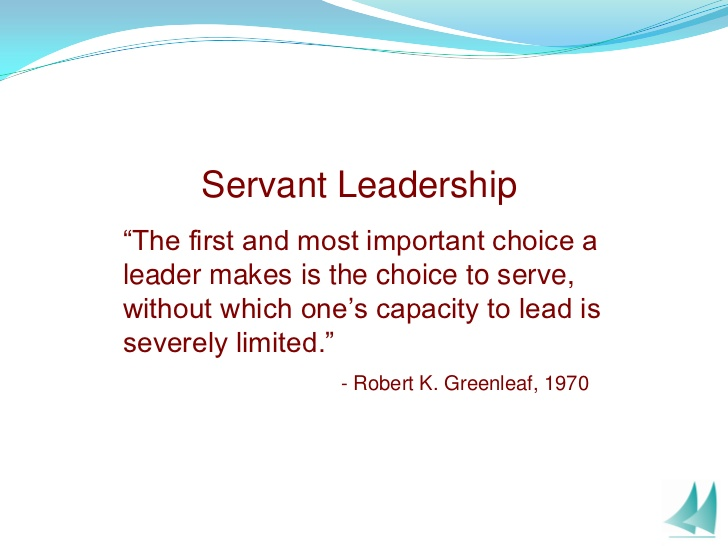 Servant Leadership
“The first and most important choice a
leader makes is the choice to serve,
without which one’s capacity to lead is
severely limited.”
- Robert K. Greenleaf, 1970